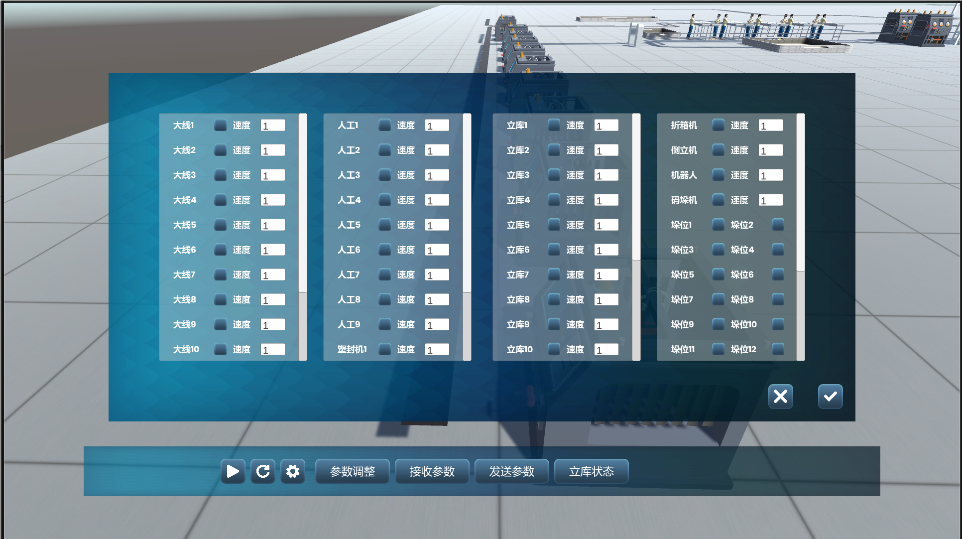 大线1 速度 1 人工1 速度 1 立库1 速度 1 折箱机 速度 1
大线2 速度 1 人工2 速度 1 立库2 速度 1 倒立机 速度 1
大线3 速度 1 人工3 速度 1 立库3 速度 1 机器人 速度 1
大线4 速度 1 人工4 速度 1 立库4 速度 1 码垛机 速度 1
大线5 速度 1 人工5 速度 1 立库5 速度 1 垛位1 垛位2
大线6 速度 1 人工6 速度 1 立库6 速度 1 垛位3 垛位4
大线7 速度 1 人工7 速度 1 立库7 速度 1 垛位5 垛位6
大线8 速度 1 人工8 速度 1 立库8 速度 1 垛位7 垛位8
大线9 速度 1 人工9 速度 1 立库9 速度 1 垛位9 垛位10
大线10 速度 1 塑封机1 速度 1 立库10 速度 1 垛位11 垛位12
参数调整 接收参数 发送参数 立库状态